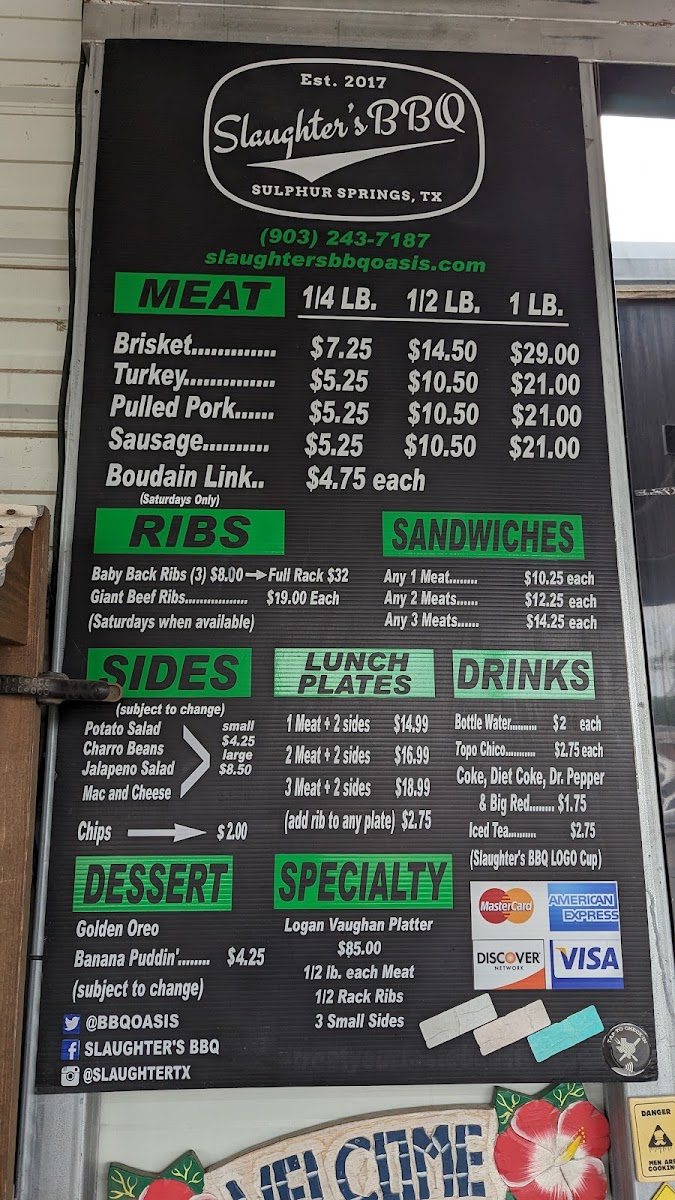 Est. 2017
Slaughter's BBQ
SULPHUR SPRINGS, TX
(903) 243-7187
slaughtersbbqoasis.com
MEAT 1/4 LB. 1/2 LB. 1 LB.
Brisket............. $7.25 $14.50 $29.00
Turkey.............. $5.25 $10.50 $21.00
Pulled Pork...... $5.25 $10.50 $21.00
Sausage.......... $5.25 $10.50 $21.00
Boudain Link.. $4.75 each
(Saturdays Only)
RIBS
Baby Back Ribs (3) $8.00 → Full Rack $32
Giant Beef Ribs................. $19.00 Each
(Saturdays when available)
SANDWICHES
Any 1 Meat........ $10.25 each
Any 2 Meats...... $12.25 each
Any 3 Meats...... $14.25 each
SIDES
(subject to change)
Potato Salad
Charro Beans
Jalapeno Salad
Mac and Cheese
small
$4.25
large
$8.50
Chips → $2.00
LUNCH
PLATES
1 Meat + 2 sides $14.99
2 Meat + 2 sides $16.99
3 Meat + 2 sides $18.99
(add rib to any plate) $2.75
DRINKS
Bottle Water.......... $2 each
Topo Chico........... $2.75 each
Coke, Diet Coke, Dr. Pepper
& Big Red........ $1.75
Iced Tea.......... $2.75
(Slaughter's BBQ LOGO Cup)
DESSERT
Golden Oreo
Banana Puddin'........ $4.25
(subject to change)
SPECIALTY
Logan Vaughan Platter
$85.00
1/2 lb. each Meat
1/2 Rack Ribs
3 Small Sides
MasterCard
AMERICAN
EXPRESS
DISCOVER
NETWORK
VISA
@BBQOASIS
SLAUGHTER'S BBQ
@SLAUGHTERTX
TAP TO CHECK IN
WELCOME
DANGER
MEN ARE
COOKING